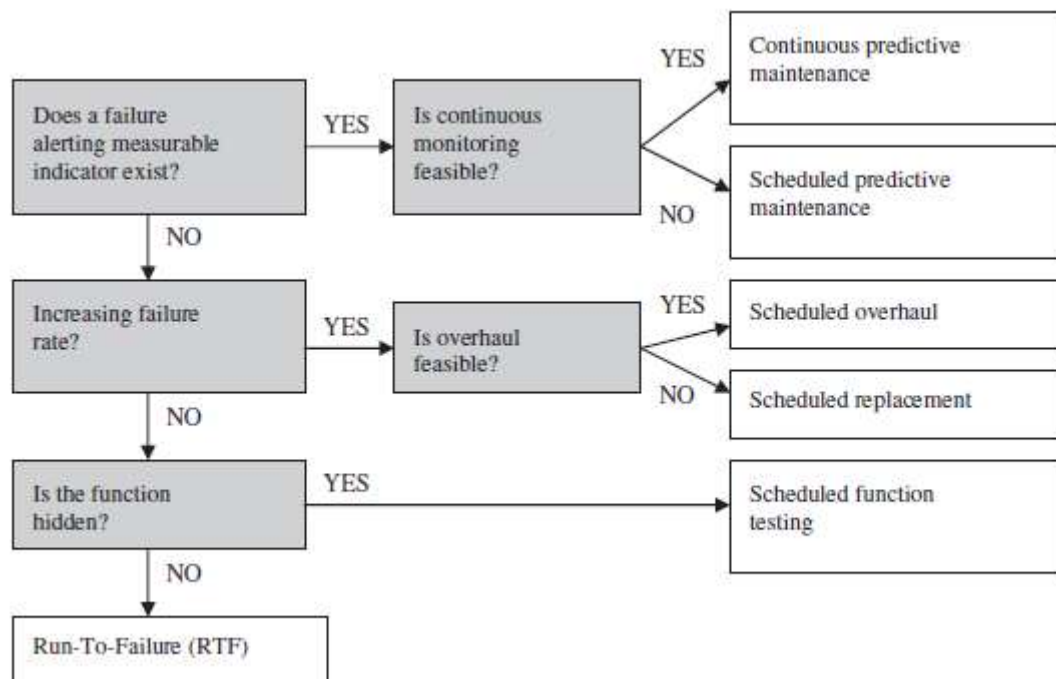 Does a failure
alerting measurable
indicator exist?
YES
Is continuous
monitoring
feasible?
YES
Continuous predictive
maintenance
NO
Scheduled predictive
maintenance
NO
Increasing failure
rate?
YES
Is overhaul
feasible?
YES
Scheduled overhaul
NO
Scheduled replacement
NO
Is the function
hidden?
YES
Scheduled function
testing
NO
Run-To-Failure (RTF)